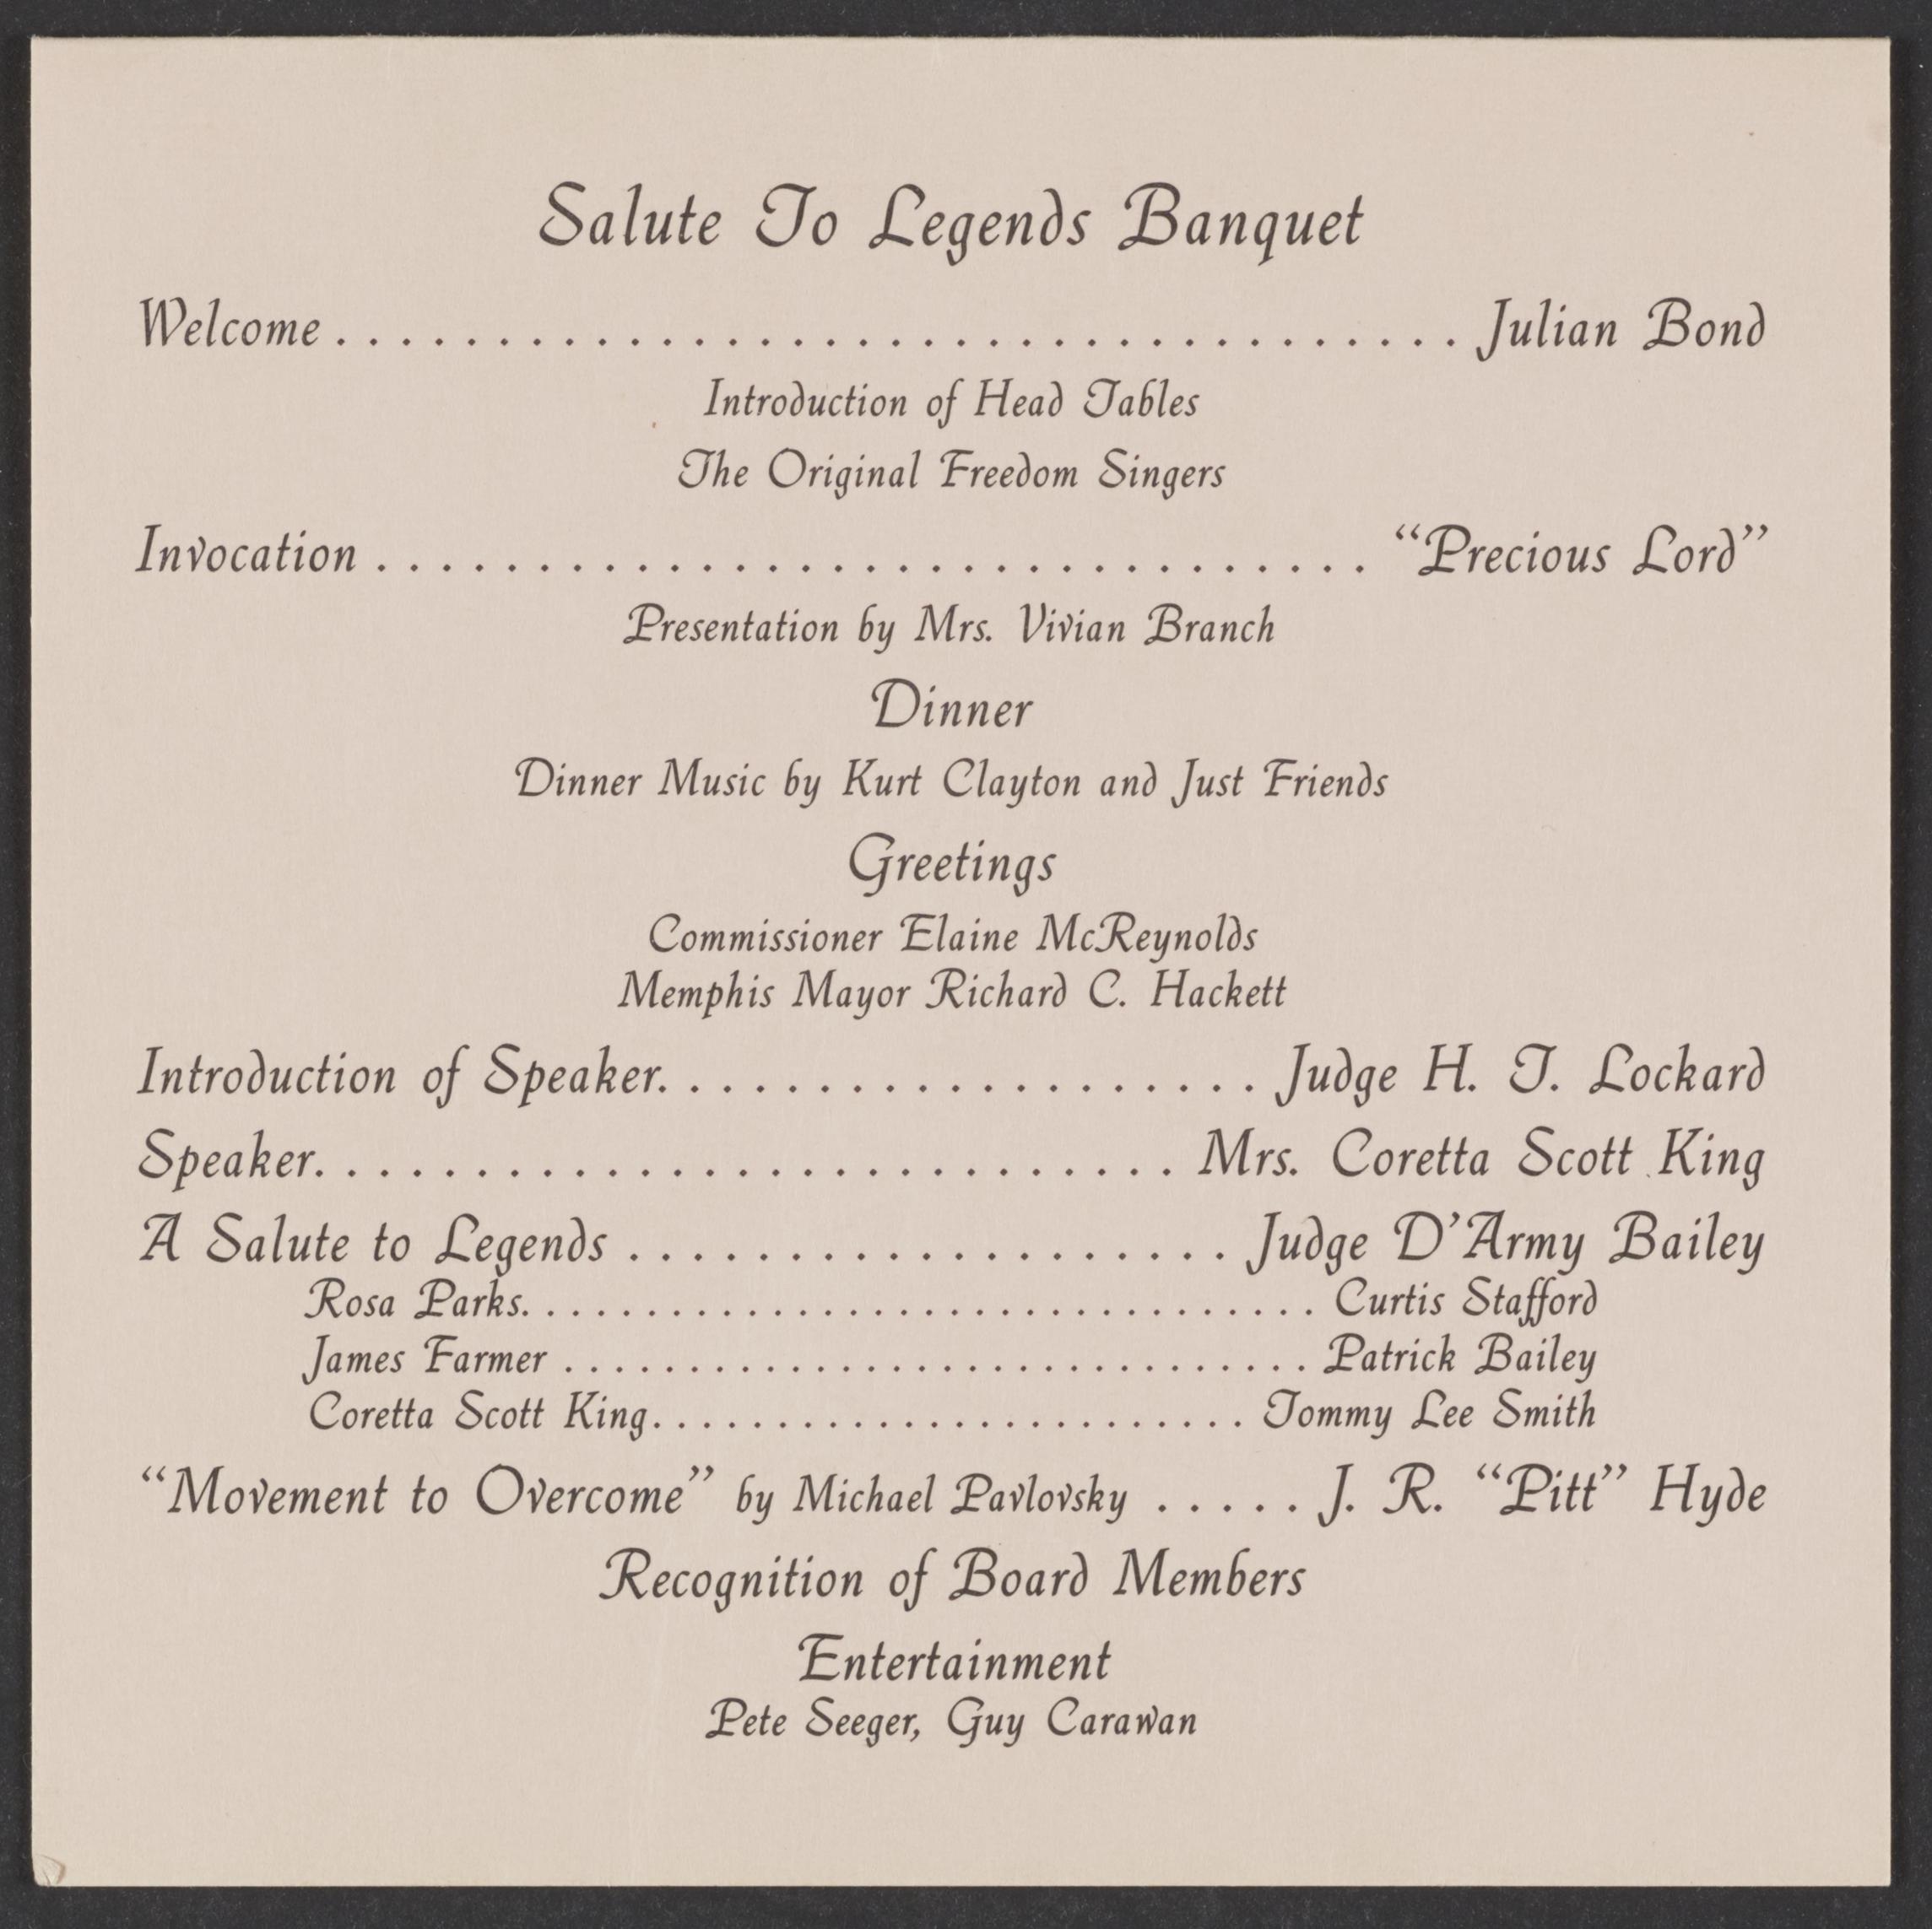 Salute To Legends Banquet
Welcome . . . . . . . . . . . . . . . . . . . . . . . . . . . . . . . . . . . Julian Bond
Introduction of Head Tables
The Original Freedom Singers
Invocation . . . . . . . . . . . . . . . . . . . . . . . . . . . . . . . "Precious Lord"
Presentation by Mrs. Vivian Branch
Dinner
Dinner Music by Kurt Clayton and Just Friends
Greetings
Commissioner Elaine McReynolds
Memphis Mayor Richard C. Hackett
Introduction of Speaker. . . . . . . . . . . . . . . . . . . Judge H. T. Lockard
Speaker. . . . . . . . . . . . . . . . . . . . . . . . . . . Mrs. Coretta Scott King
A Salute to Legends . . . . . . . . . . . . . . . . . . . Judge D'Army Bailey
Rosa Parks. . . . . . . . . . . . . . . . . . . . . . . . . . . . . . . . Curtis Stafford
James Farmer . . . . . . . . . . . . . . . . . . . . . . . . . . . . . . Patrick Bailey
Coretta Scott King. . . . . . . . . . . . . . . . . . . . . . . . Tommy Lee Smith
"Movement to Overcome" by Michael Pavlovsky . . . . . J. R. "Pitt" Hyde
Recognition of Board Members
Entertainment
Pete Seeger, Guy Carawan